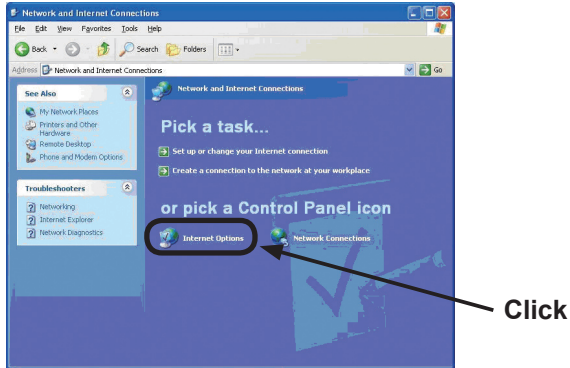 Network and Internet Connections
File Edit View Favorites Tools Help
Back Search Folders
Address Network and Internet Connections Go
See Also
My Network Places
Printers and Other
Hardware
Remote Desktop
Phone and Modem Options
Troubleshooters
Networking
Internet Explorer
Network Diagnostics
Network and Internet Connections
Pick a task...
Set up or change your Internet connection
Create a connection to the network at your workplace
or pick a Control Panel icon
Internet Options Network Connections
Click